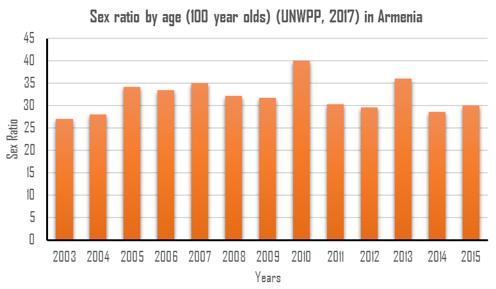 Sex ratio by age (100 year olds) (UNWPP, 2017) in Armenia
45
40
35
30
25
20
15
10
5
0
Sex Ratio
2003 2004 2005 2006 2007 2008 2009 2010 2011 2012 2013 2014 2015
Years